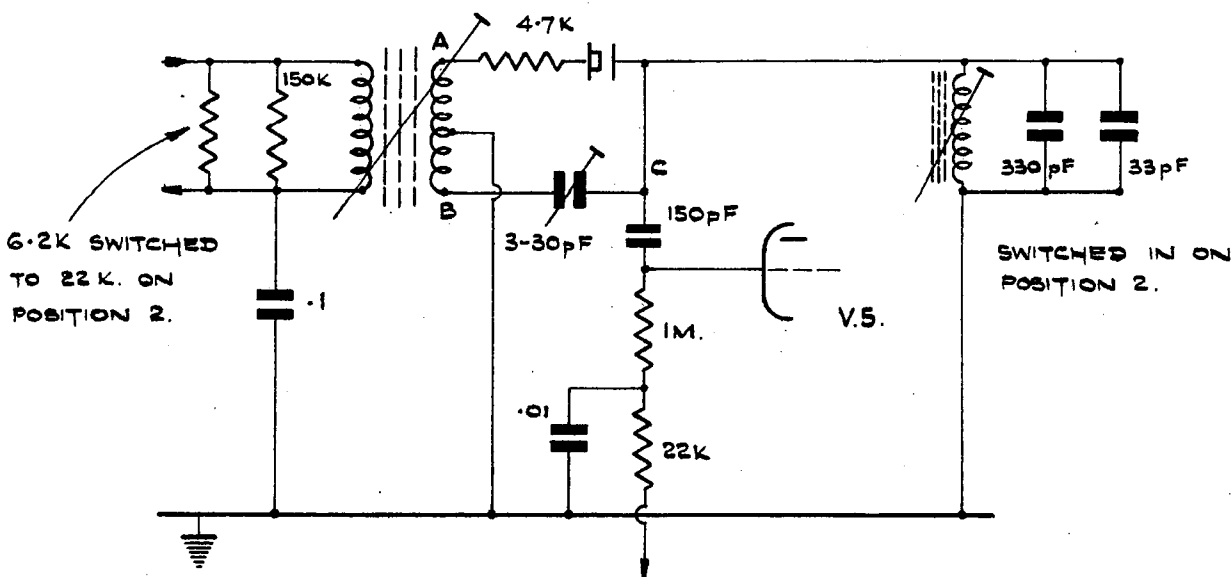 4.7K
A
150K
C
B
330pF
33pF
150pF
3-30pF
6.2K SWITCHED
TO 22K. ON
POSITION 2.
SWITCHED IN ON
POSITION 2.
.1
V.5.
1M.
.01
22K